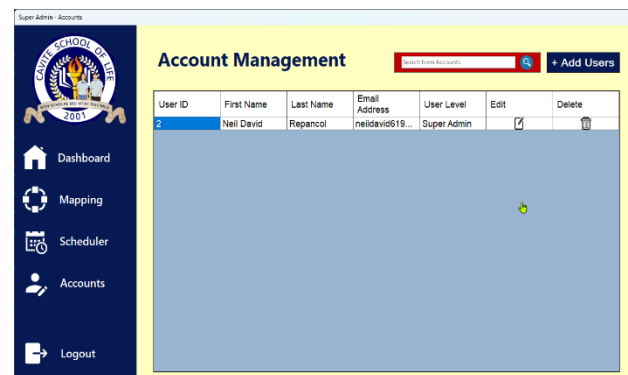 Super Admin - Accounts
CAVITE SCHOOL OF LIFE
2001
Account Management
Search from Accounts
+ Add Users
User ID First Name Last Name Email Address User Level Edit Delete
2 Neil David Repancol neildavid619... Super Admin
Dashboard
Mapping
Scheduler
Accounts
Logout